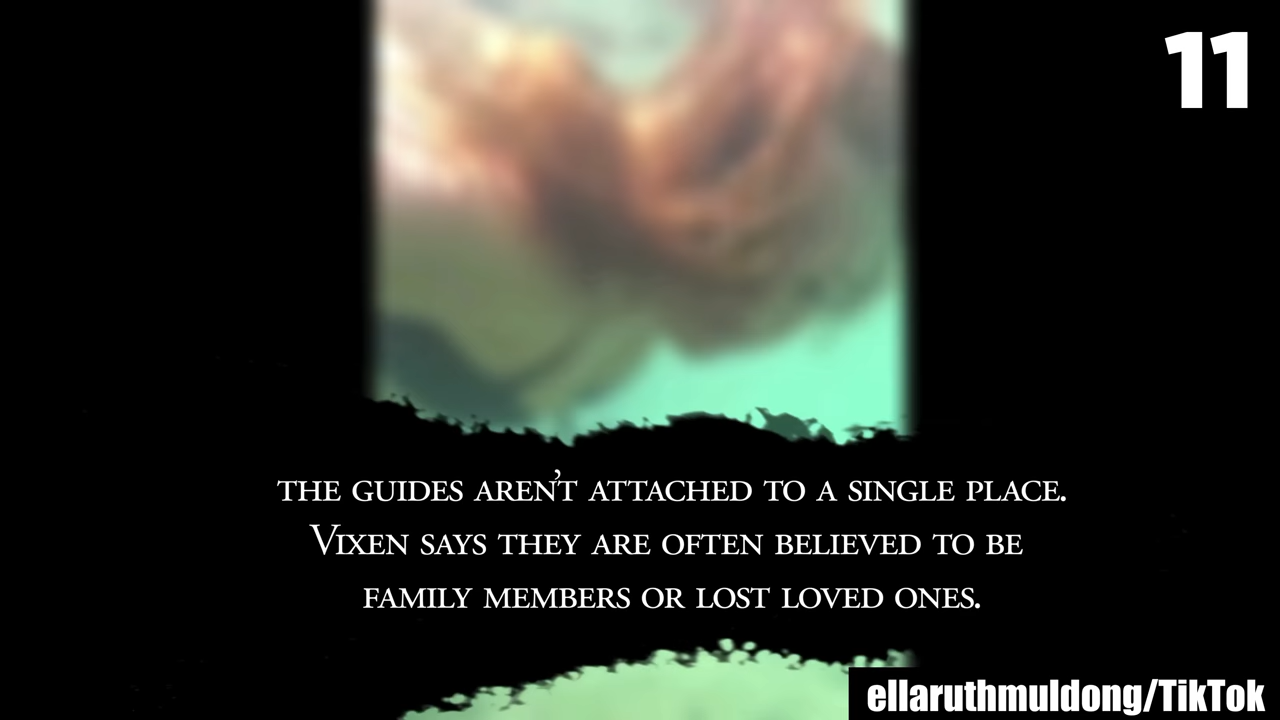 11
THE GUIDES AREN'T ATTACHED TO A SINGLE PLACE.
VIXEN SAYS THEY ARE OFTEN BELIEVED TO BE
FAMILY MEMBERS OR LOST LOVED ONES.
ellaruthmuldong/TikTok